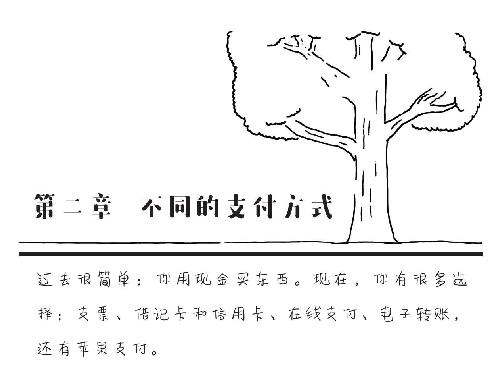 第二章 不同的支付方式
过去很简单：你用现金买东西。现在，你有很多选
择：支票、借记卡和信用卡、在线支付、电子转账，
还有苹果支付。